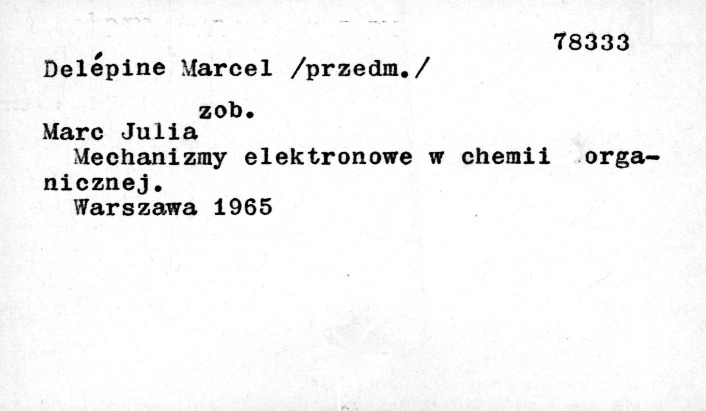 78333
Delépine Marcel /przedm./
zob.
Marc Julia
Mechanizmy elektronowe w chemii orga-
nicznej.
Warszawa 1965